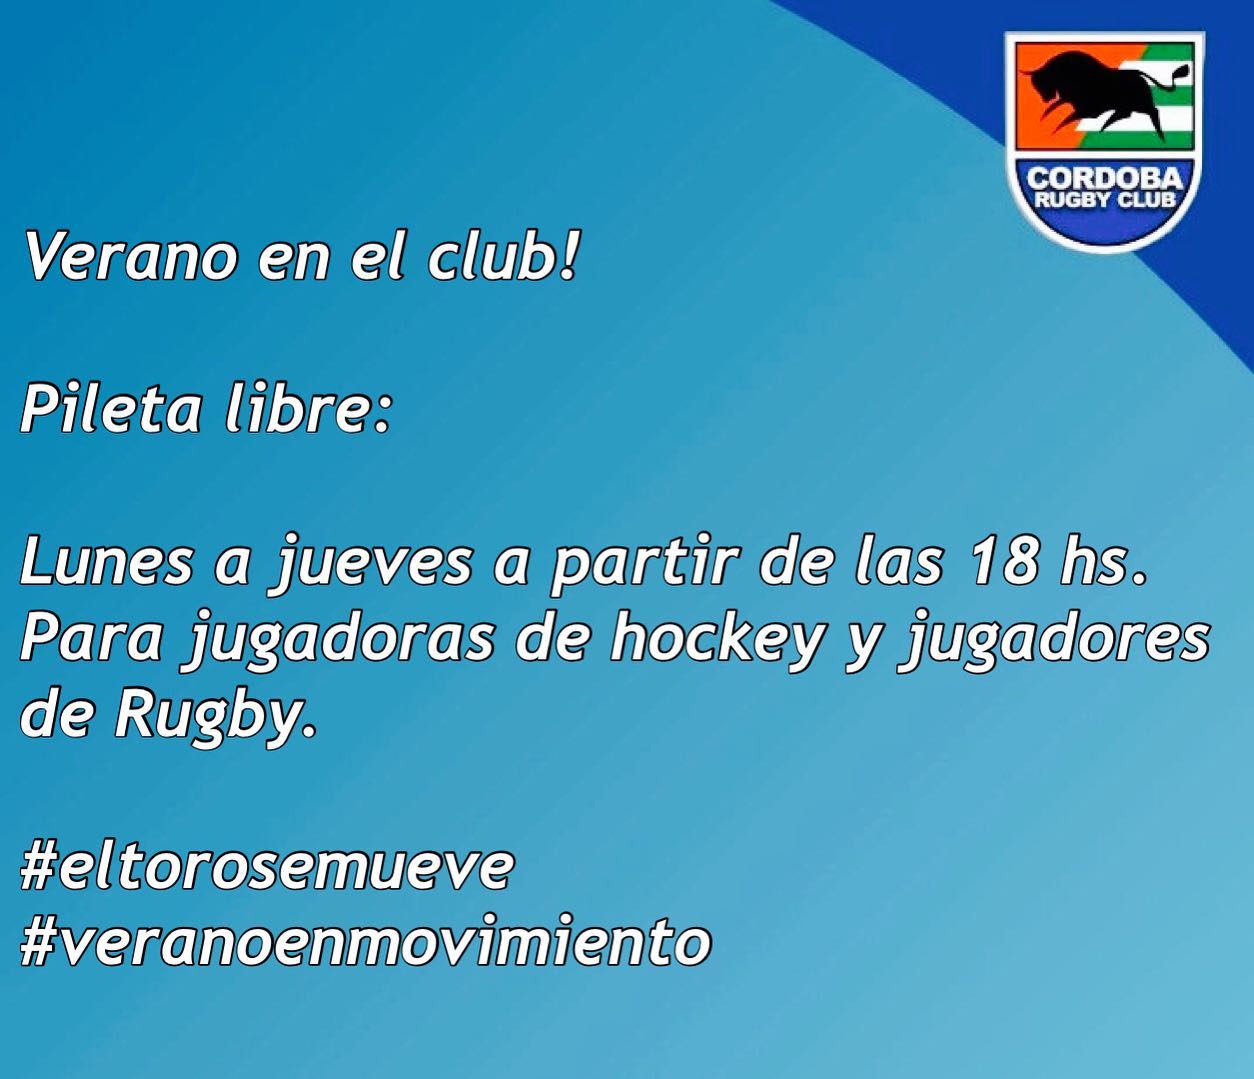 CORDOBA
RUGBY CLUB
Verano en el club!
Pileta libre:
Lunes a jueves a partir de las 18 hs.
Para jugadoras de hockey y jugadores
de Rugby.
#eltorosemueve
#veranoenmovimiento